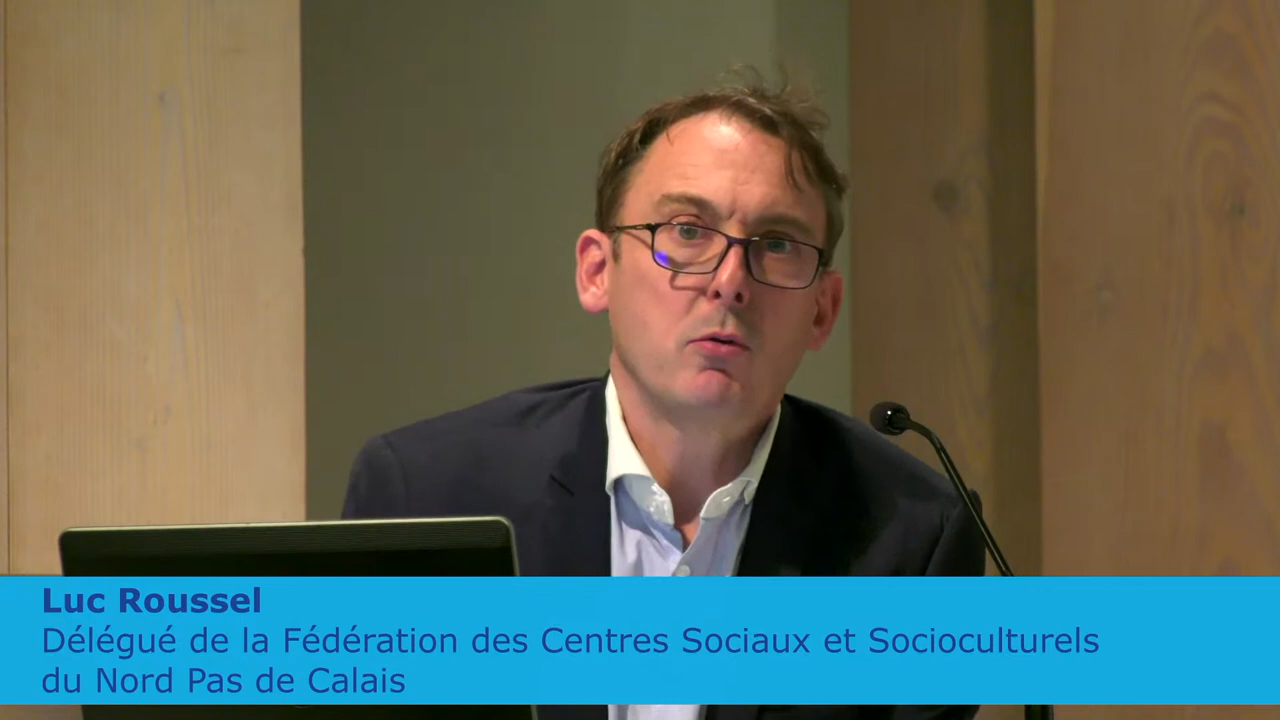 Luc Roussel
Délégué de la Fédération des Centres Sociaux et Socioculturels
du Nord Pas de Calais